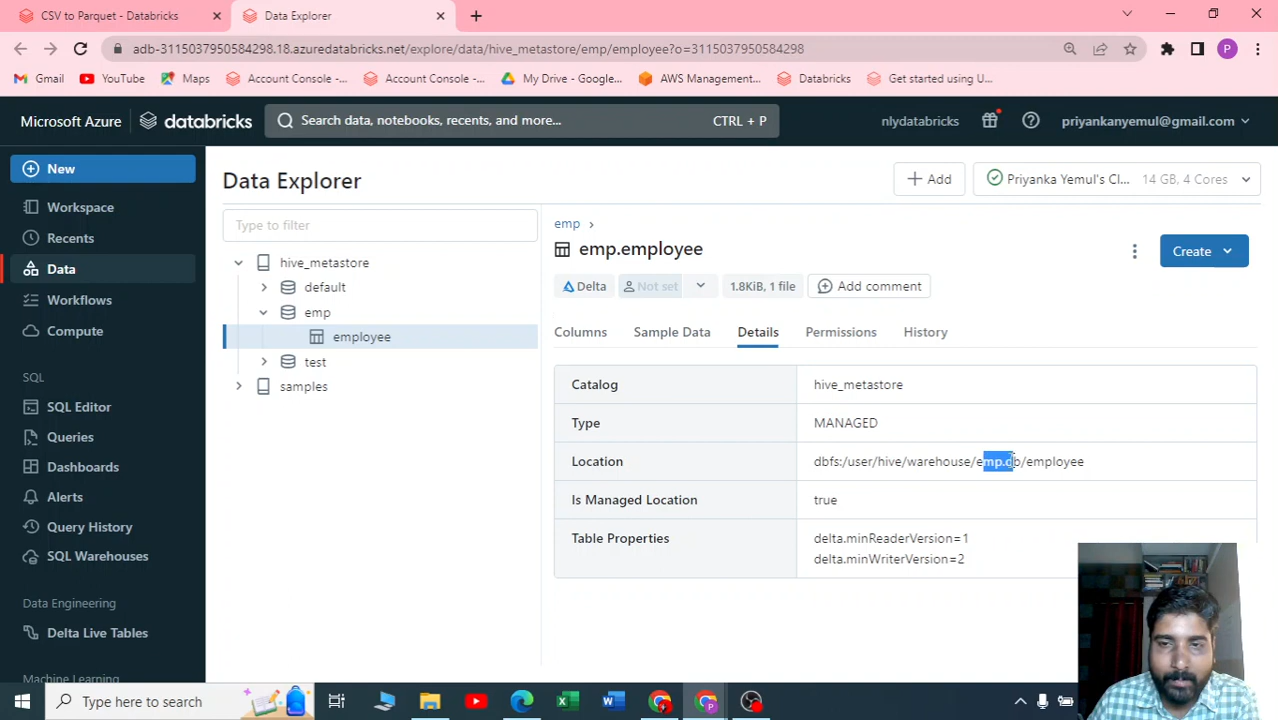 CSV to Parquet - Databricks
Data Explorer
adb-3115037950584298.18.azuredatabricks.net/explore/data/hive_metastore/emp/employee?o=3115037950584298
P
Gmail
YouTube
Maps
Account Console -...
Account Console -...
My Drive - Google...
AWS Management...
Databricks
Get started using U...
Microsoft Azure
databricks
Search data, notebooks, recents, and more...
CTRL + P
nlydatabricks
priyankanyemul@gmail.com
New
Workspace
Recents
Data
Workflows
Compute
SQL
SQL Editor
Queries
Dashboards
Alerts
Query History
SQL Warehouses
Data Engineering
Delta Live Tables
Machine Learning
Data Explorer
Add
Priyanka Yemul's Cl... 14 GB, 4 Cores
Type to filter
hive_metastore
default
emp
employee
test
samples
emp
emp.employee
Create
Delta
Not set
1.8KiB, 1 file
Add comment
Columns
Sample Data
Details
Permissions
History
Catalog
hive_metastore
Type
MANAGED
Location
dbfs:/user/hive/warehouse/emp.db/employee
Is Managed Location
true
Table Properties
delta.minReaderVersion=1
delta.minWriterVersion=2
Type here to search